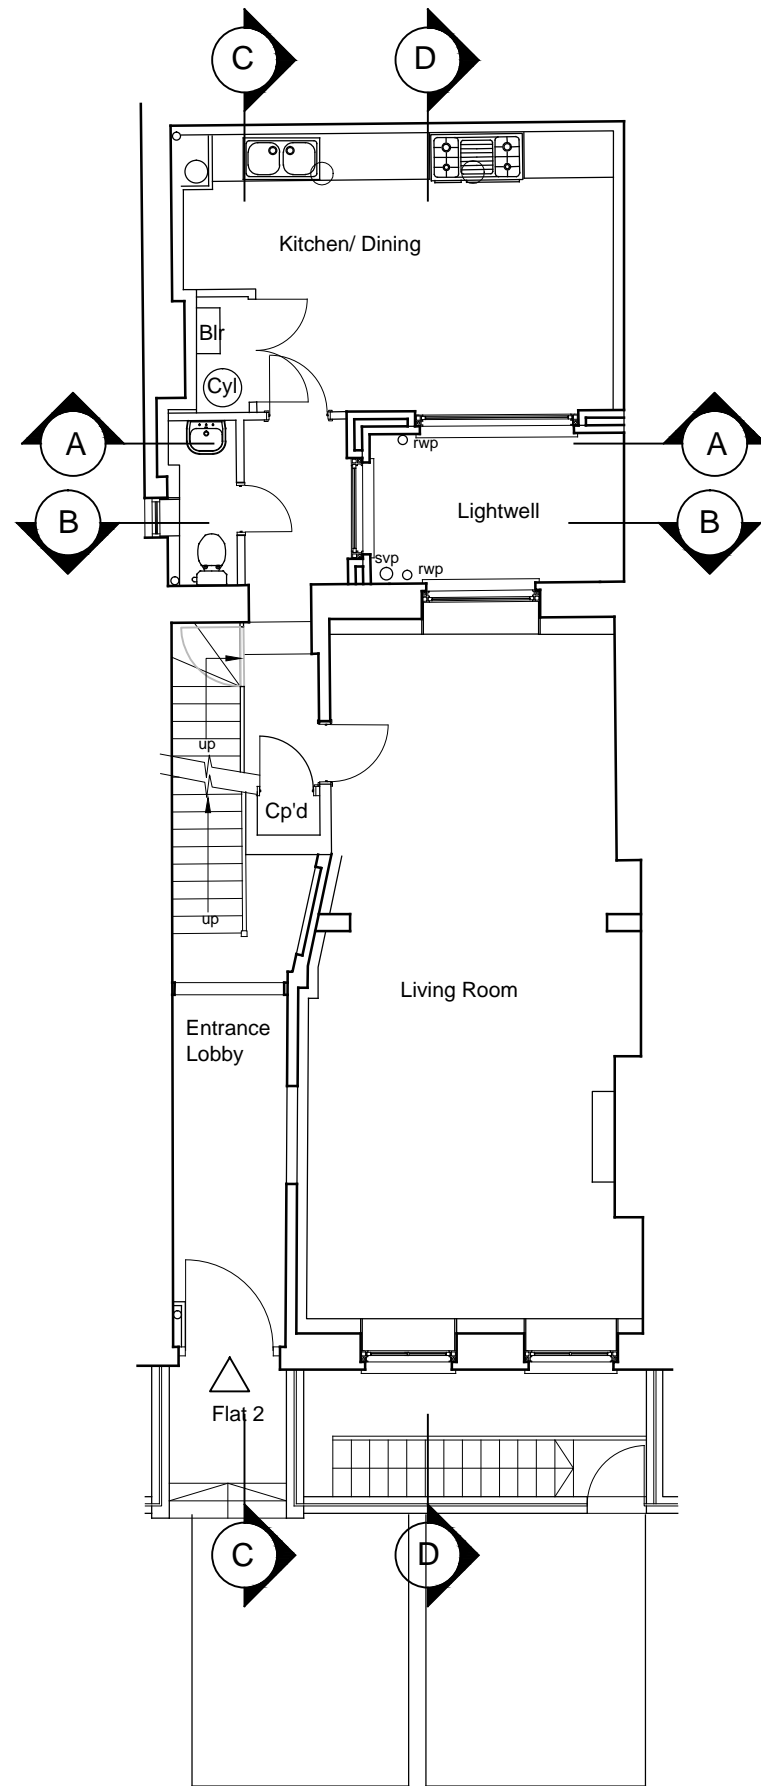 C
D
Kitchen/ Dining
Blr
Cyl
A
rwp
A
B
Lightwell
B
svp
rwp
up
Cp'd
up
Living Room
Entrance
Lobby
Flat 2
C
D